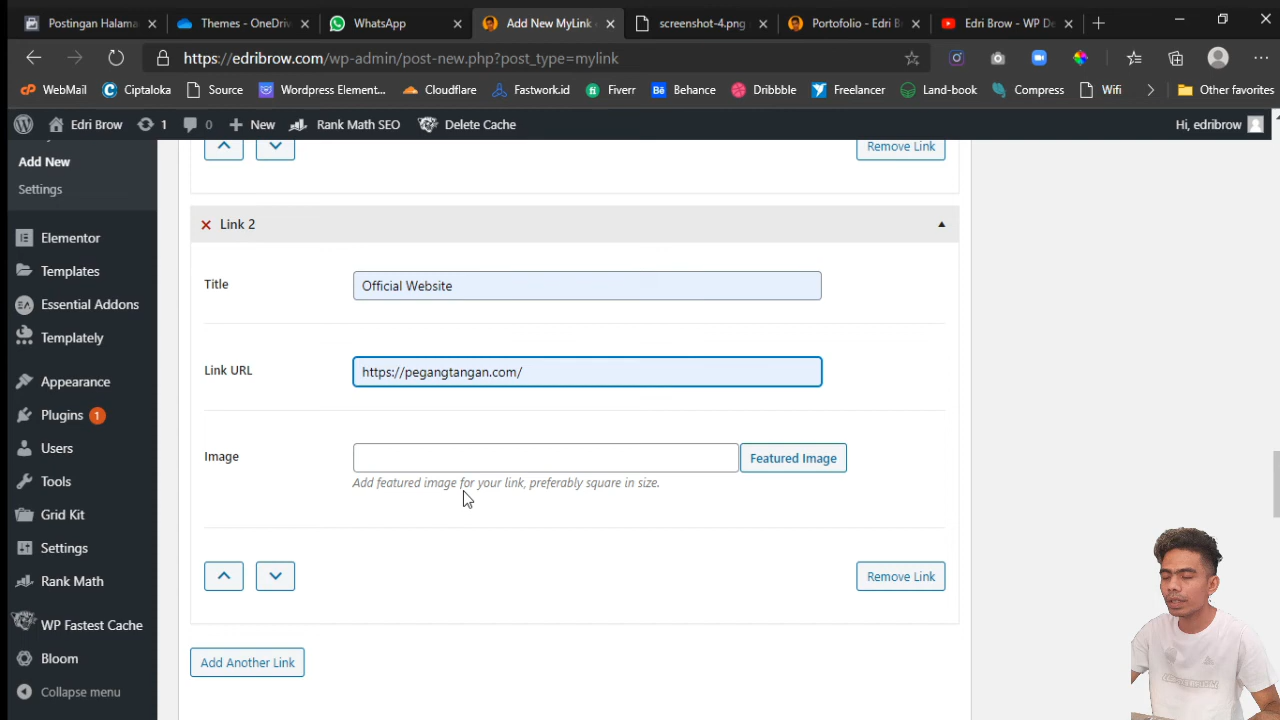 Postingan Halama
Themes - OneDriv
WhatsApp
Add New MyLink
screenshot-4.png
Portofolio - Edri B
Edri Brow - WP De
https://edribrow.com/wp-admin/post-new.php?post_type=mylink
WebMail
Ciptaloka
Source
Wordpress Element...
Cloudflare
Fastwork.id
Fiverr
Behance
Dribbble
Freelancer
Land-book
Compress
Wifi
Other favorites
Edri Brow
1
0
New
Rank Math SEO
Delete Cache
Hi, edribrow
Add New
Settings
Elementor
Templates
Essential Addons
Templately
Appearance
Plugins 1
Users
Tools
Grid Kit
Settings
Rank Math
WP Fastest Cache
Bloom
Collapse menu
Remove Link
Link 2
Title
Official Website
Link URL
https://pegangtangan.com/
Image
Featured Image
Add featured image for your link, preferably square in size.
Remove Link
Add Another Link